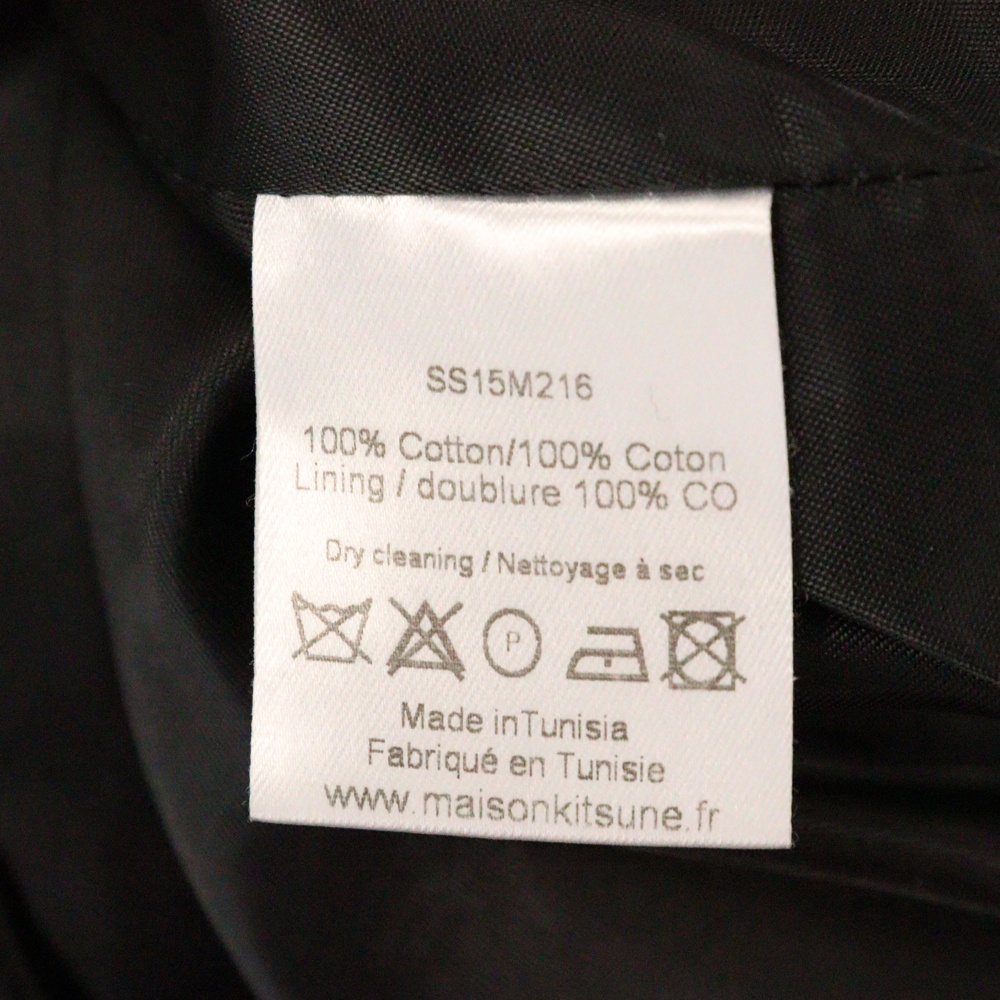 SS15M216
100% Cotton/100% Coton
Lining / doublure 100% CO
Dry cleaning / Nettoyage à sec
P
Made inTunisia
Fabriqué en Tunisie
www.maisonkitsune.fr